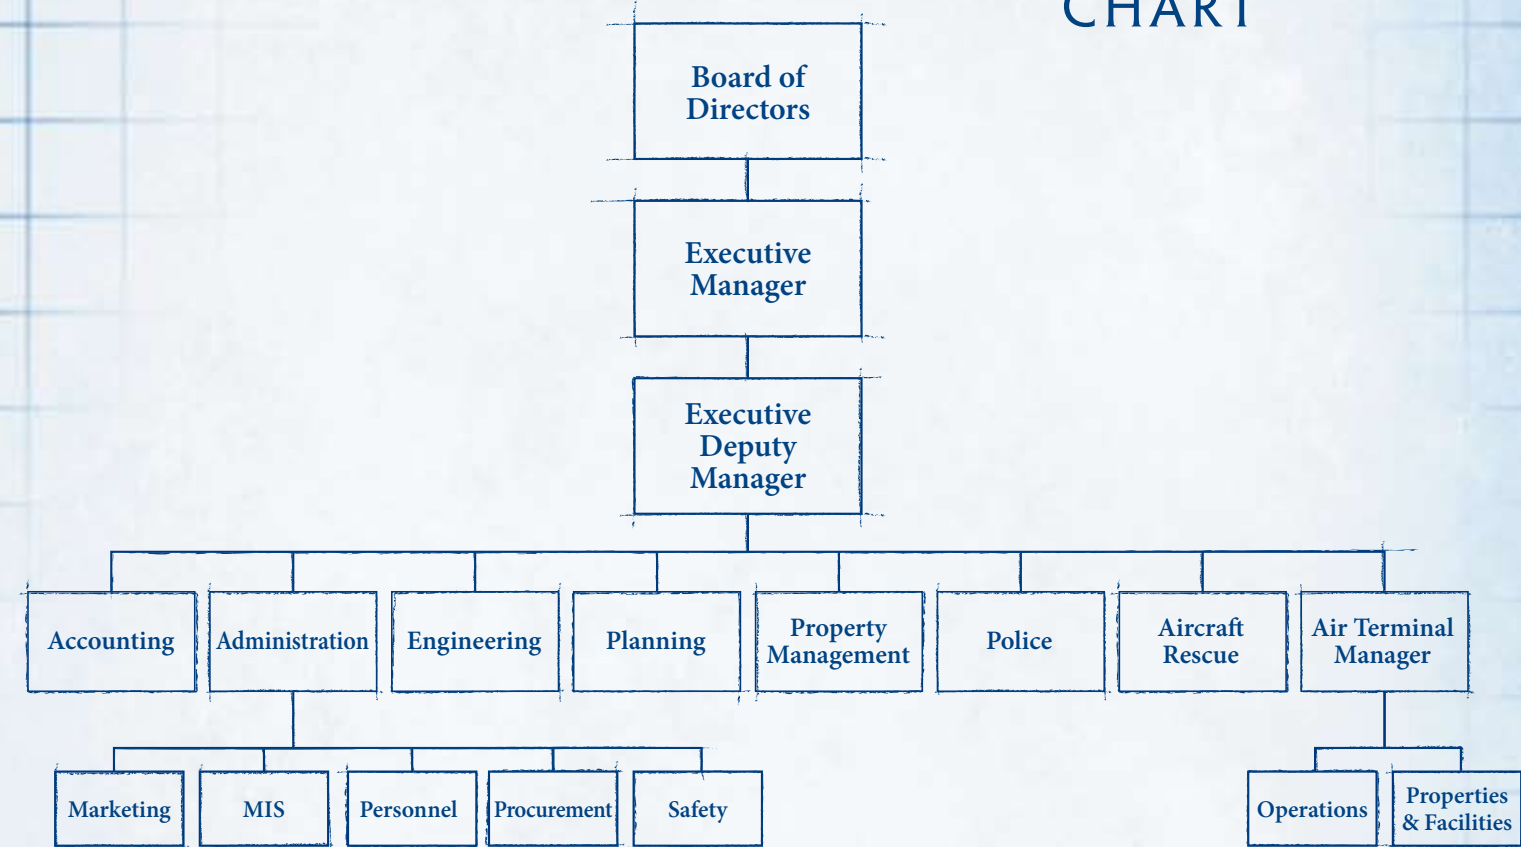 CHART
Board of
Directors
Executive
Manager
Executive
Deputy
Manager
Accounting
Administration
Engineering
Planning
Property
Management
Police
Aircraft
Rescue
Air Terminal
Manager
Marketing
MIS
Personnel
Procurement
Safety
Operations
Properties
& Facilities